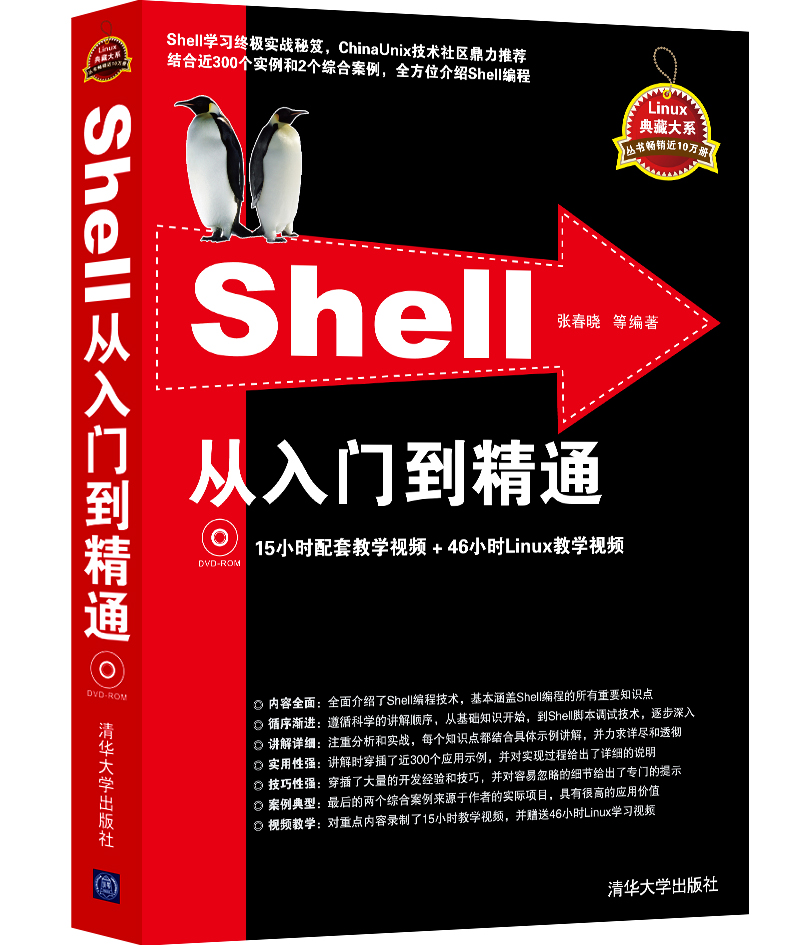 Shell学习终极实战秘笈，ChinaUnix技术社区鼎力推荐
结合近300个实例和2个综合案例，全方位介绍Shell编程
Linux
典藏大系
丛书畅销近10万册
Shell
张春晓 等编著
从入门到精通
DVD-ROM
15小时配套教学视频 + 46小时Linux教学视频
◎ 内容全面：全面介绍了Shell编程技术，基本涵盖Shell编程的所有重要知识点
◎ 循序渐进：遵循科学的讲解顺序，从基础知识开始，到Shell脚本调试技术，逐步深入
◎ 讲解详细：注重分析和实战，每个知识点都结合具体示例讲解，并力求详尽和透彻
◎ 实用性强：讲解时穿插了近300个应用示例，并对实现过程给出了详细的说明
◎ 技巧性强：穿插了大量的开发经验和技巧，并对容易忽略的细节给出了专门的提示
◎ 案例典型：最后的两个综合案例来源于作者的实际项目，具有很高的应用价值
◎ 视频教学：对重点内容录制了15小时教学视频，并赠送46小时Linux学习视频
清华大学出版社
Linux
典藏大系
丛书畅销近10万册
Shell从入门到精通
DVD-ROM
清华大学出版社